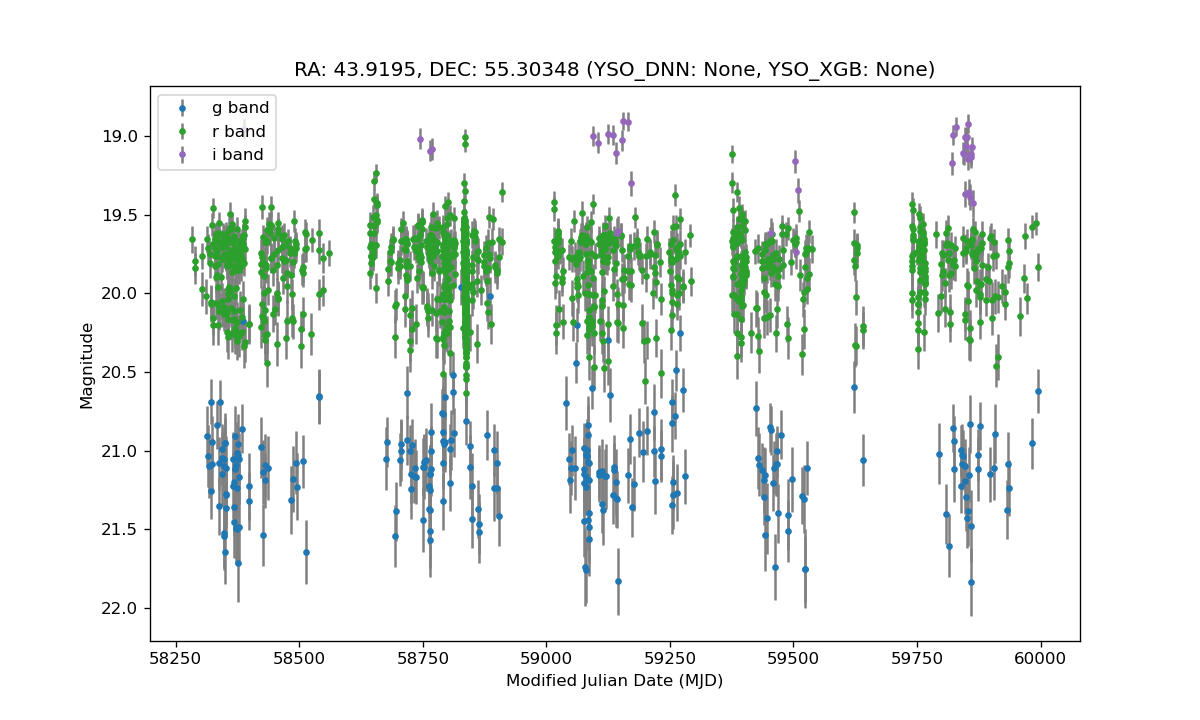 RA: 43.9195, DEC: 55.30348 (YSO_DNN: None, YSO_XGB: None)
g band
r band
i band
19.0
19.5
20.0
20.5
21.0
21.5
22.0
Magnitude
58250
58500
58750
59000
59250
59500
59750
60000
Modified Julian Date (MJD)